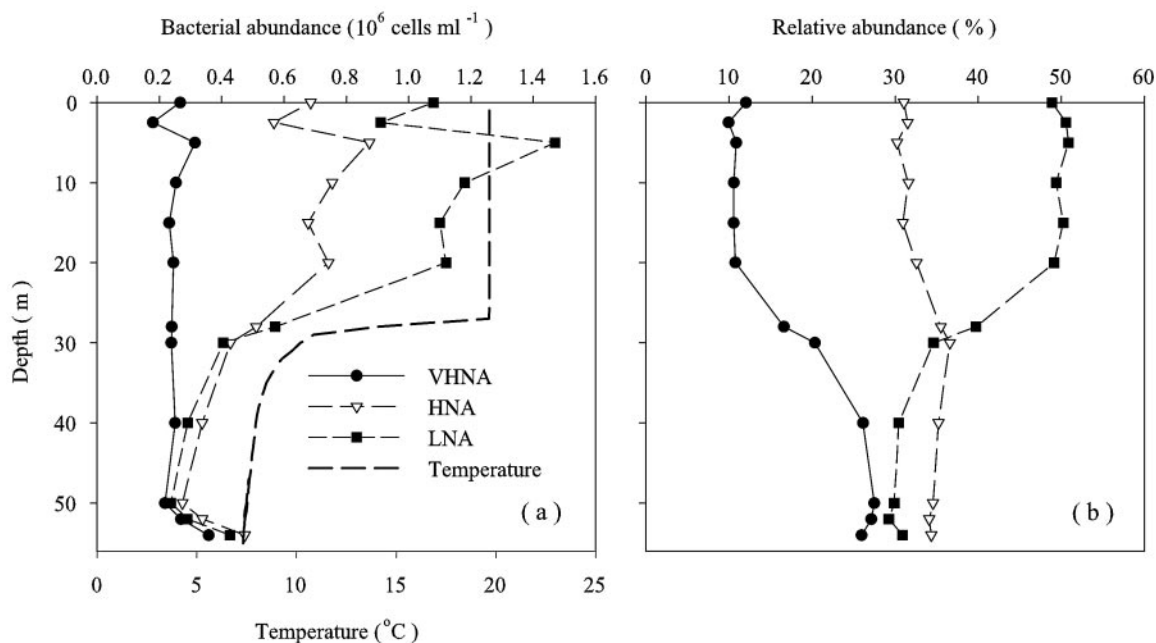 Bacterial abundance (10⁶ cells ml ⁻¹)
0.0 0.2 0.4 0.6 0.8 1.0 1.2 1.4 1.6
Relative abundance ( % )
0 10 20 30 40 50 60
Depth ( m )
0
10
20
30
40
50
VHNA
HNA
LNA
Temperature
( a )
( b )
0 5 10 15 20 25
Temperature (°C)